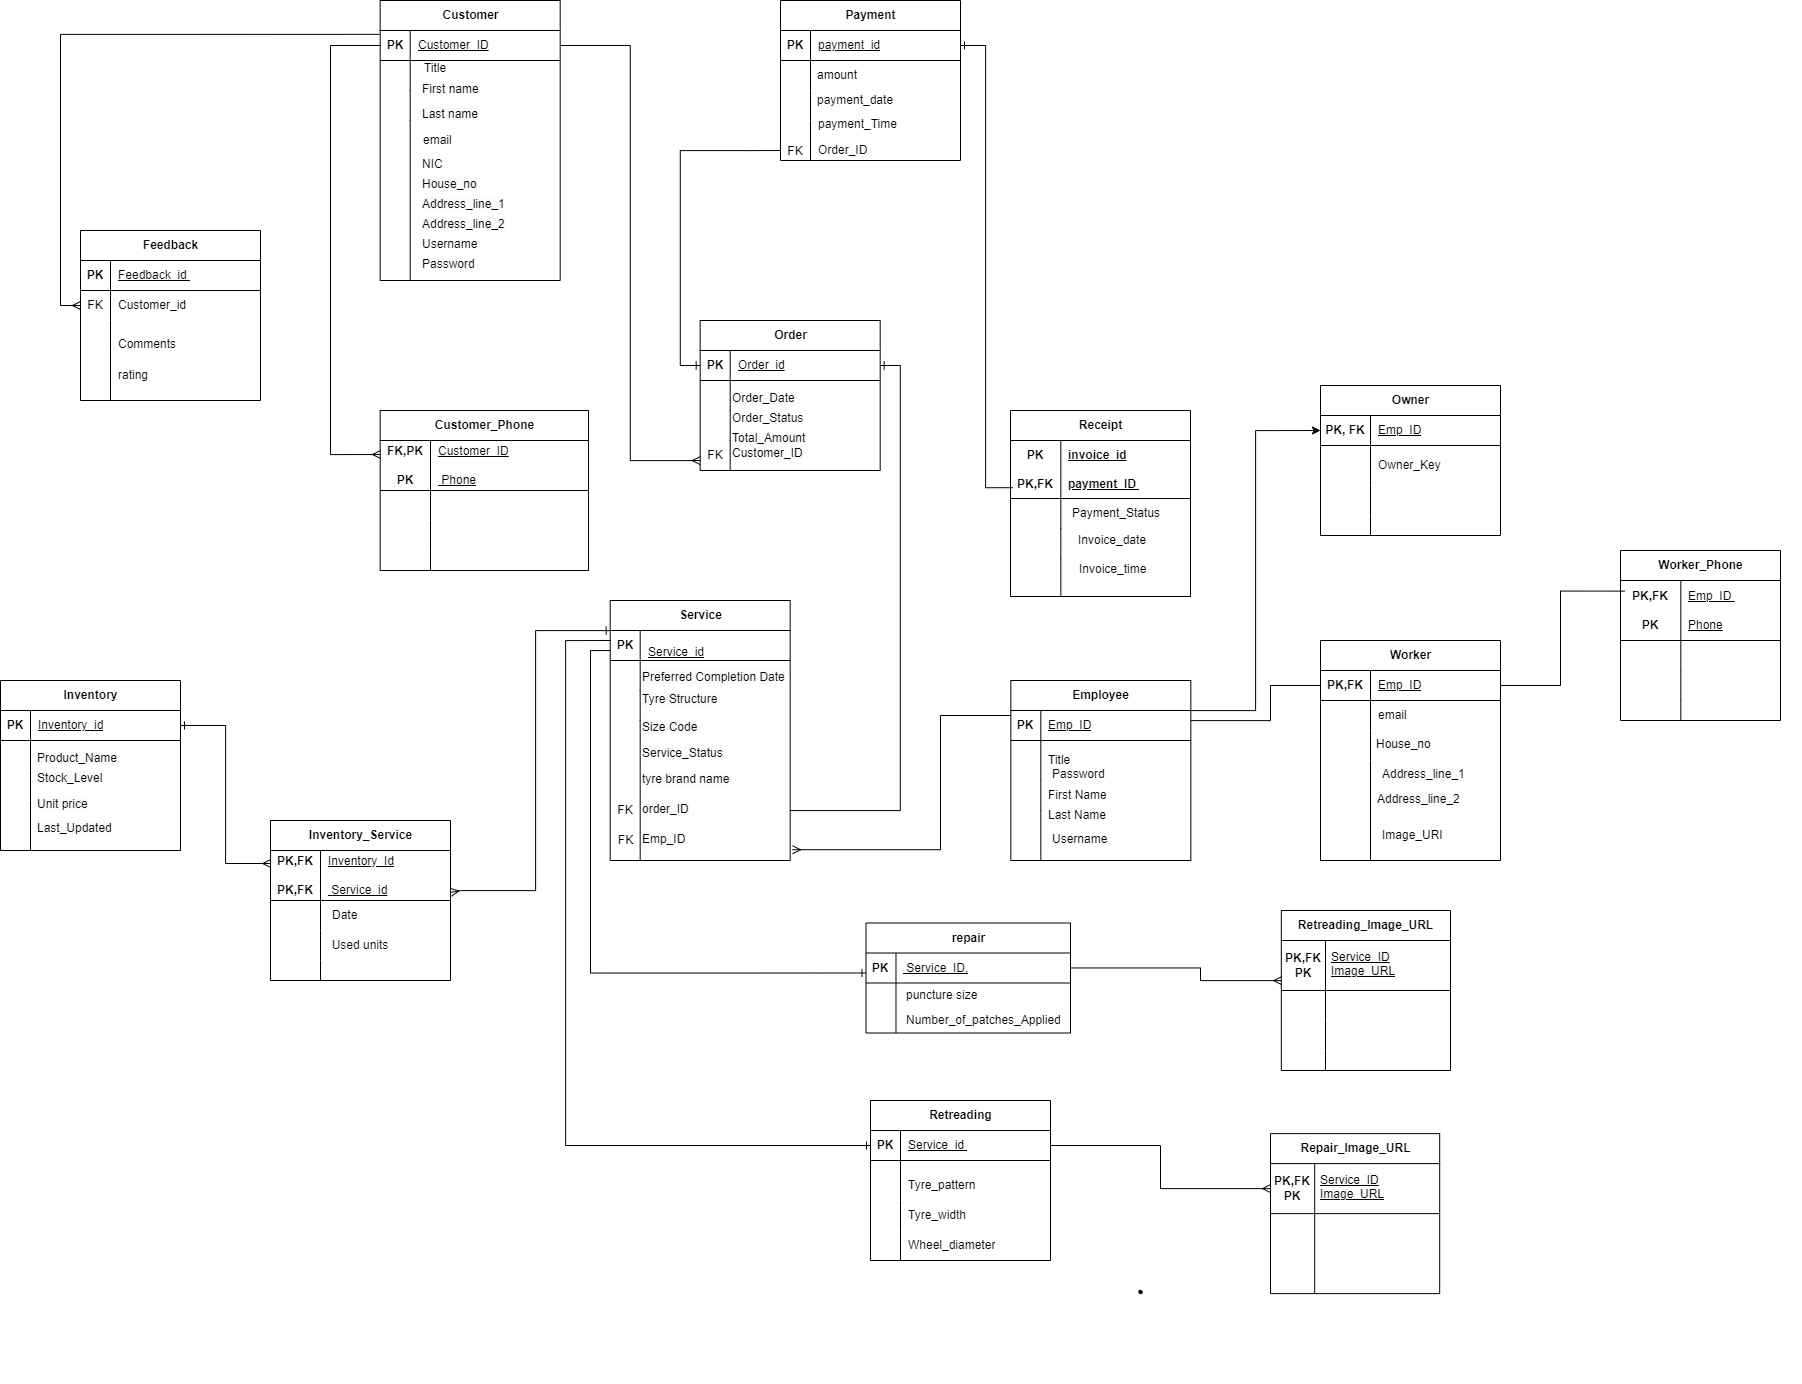 Customer
PK Customer_ID
Title
First name
Last name
email
NIC
House_no
Address_line_1
Address_line_2
Username
Password
Payment
PK payment_id
amount
payment_date
payment_Time
FK Order_ID
Feedback
PK Feedback_id
FK Customer_id
Comments
rating
Order
PK Order_id
Order_Date
Order_Status
Total_Amount
FK Customer_ID
Customer_Phone
FK,PK Customer_ID
PK Phone
Receipt
PK invoice_id
PK,FK payment_ID
Payment_Status
Invoice_date
Invoice_time
Owner
PK, FK Emp_ID
Owner_Key
Worker_Phone
PK,FK Emp_ID
PK Phone
Service
PK Service_id
Preferred Completion Date
Tyre Structure
Size Code
Service_Status
tyre brand name
FK order_ID
FK Emp_ID
Worker
PK,FK Emp_ID
email
House_no
Address_line_1
Address_line_2
Image_URl
Inventory
PK Inventory_id
Product_Name
Stock_Level
Unit price
Last_Updated
Employee
PK Emp_ID
Title
Password
First Name
Last Name
Username
Inventory_Service
PK,FK Inventory_Id
PK,FK Service_id
Date
Used units
repair
PK Service_ID,
puncture size
Number_of_patches_Applied
Retreading_Image_URL
PK,FK Service_ID
PK Image_URL
Retreading
PK Service_id
Tyre_pattern
Tyre_width
Wheel_diameter
Repair_Image_URL
PK,FK Service_ID
PK Image_URL